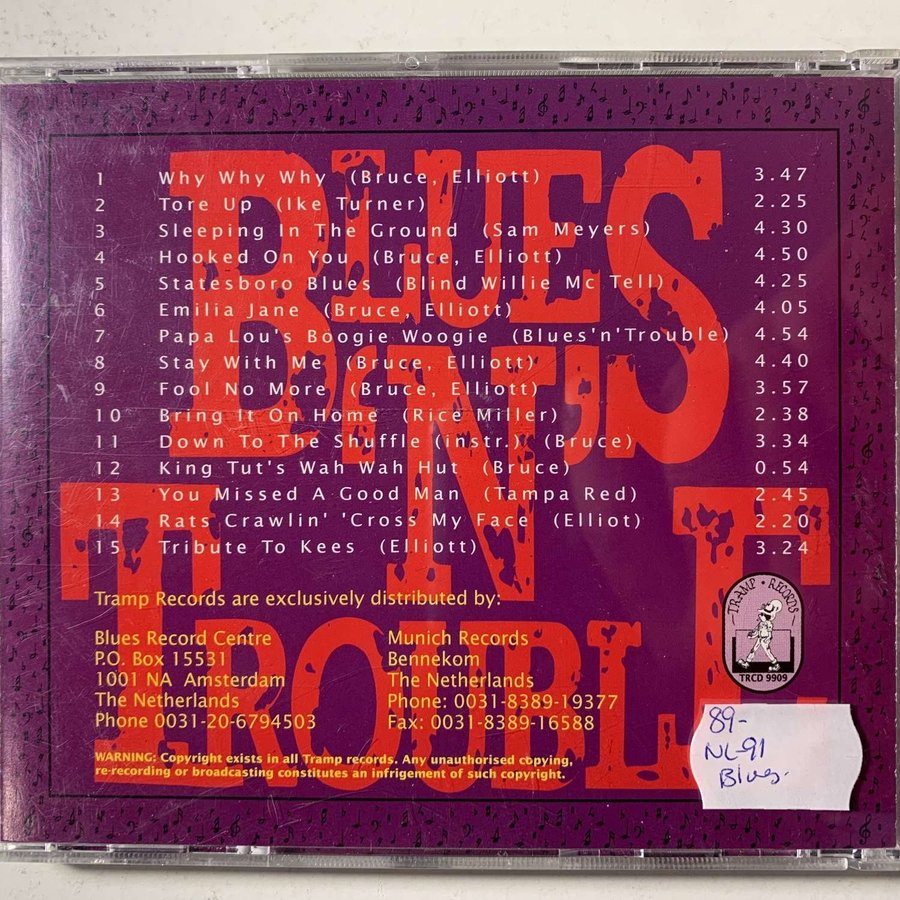 BLUES
'N'
TROUBLE
1 Why Why Why (Bruce, Elliott) 3.47
2 Tore Up (Ike Turner) 2.25
3 Sleeping In The Ground (Sam Meyers) 4.30
4 Hooked On You (Bruce, Elliott) 4.50
5 Statesboro Blues (Blind Willie Mc Tell) 4.25
6 Emilia Jane (Bruce, Elliott) 4.05
7 Papa Lou's Boogie Woogie (Blues'n'Trouble) 4.54
8 Stay With Me (Bruce, Elliott) 4.40
9 Fool No More (Bruce, Elliott) 3.57
10 Bring It On Home (Rice Miller) 2.38
11 Down To The Shuffle (instr.) (Bruce) 3.34
12 King Tut's Wah Wah Hut (Bruce) 0.54
13 You Missed A Good Man (Tampa Red) 2.45
14 Rats Crawlin' 'Cross My Face (Elliot) 2.20
15 Tribute To Kees (Elliott) 3.24
Tramp Records are exclusively distributed by:
Blues Record Centre
P.O. Box 15531
1001 NA Amsterdam
The Netherlands
Phone 0031-20-6794503
Munich Records
Bennekom
The Netherlands
Phone: 0031-8389-19377
Fax: 0031-8389-16588
TRAMP • RECORDS
TRCD 9909
WARNING: Copyright exists in all Tramp records. Any unauthorised copying,
re-recording or broadcasting constitutes an infrigement of such copyright.
89-
NL-91
Blues.